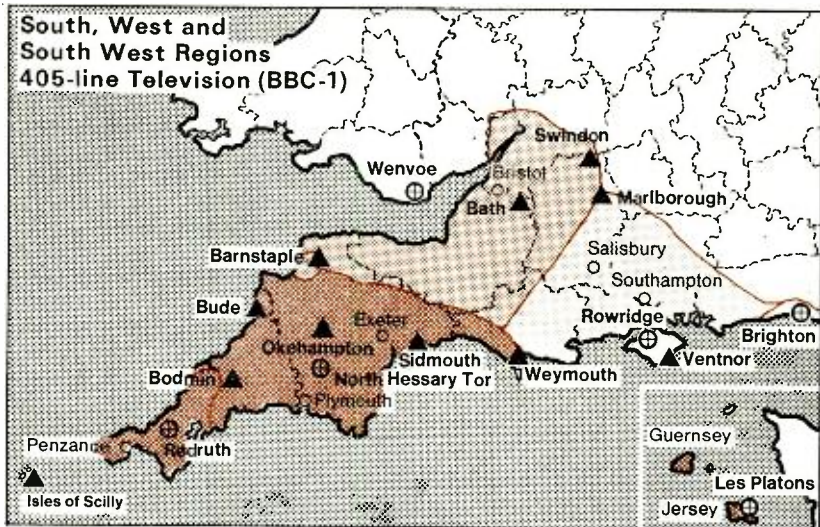 South, West and
South West Regions
405-line Television (BBC-1)
Swindon
Wenvoe
Bristol
Bath
Marlborough
Barnstaple
Salisbury
Southampton
Bude
Exeter
Rowridge
Okehampton
Sidmouth
Brighton
Ventnor
Bodmin
North Hessary Tor
Weymouth
Plymouth
Penzance
Redruth
Guernsey
Les Platons
Isles of Scilly
Jersey